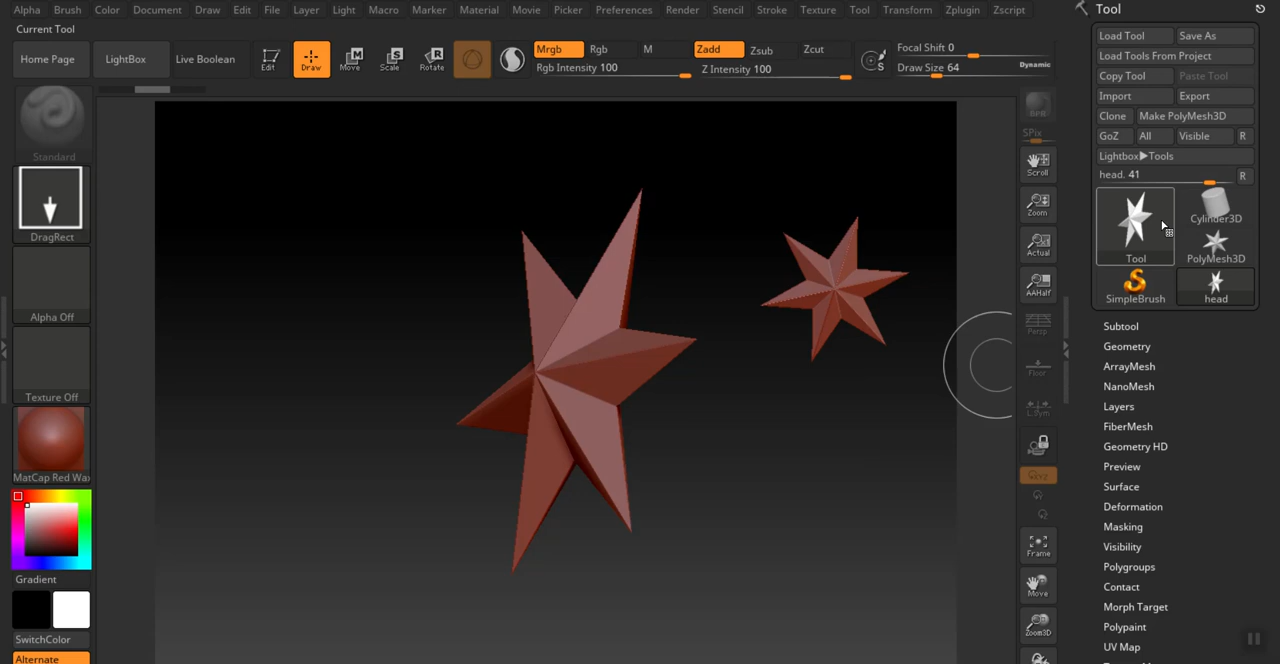 Alpha Brush Color Document Draw Edit File Layer Light Macro Marker Material Movie Picker Preferences Render Stencil Stroke Texture Tool Transform Zplugin Zscript
Current Tool
Home Page LightBox Live Boolean Edit Draw Move Scale Rotate
Mrgb Rgb M Zadd Zsub Zcut
Rgb Intensity 100 Z Intensity 100
S
Focal Shift 0
Draw Size 64 Dynamic
Standard
DragRect
Alpha Off
Texture Off
MatCap Red Wax
Gradient
SwitchColor
Alternate
BPR
SPix
Scroll
Zoom
Actual
AAHalf
Persp
Floor
L.Sym
Frame
Move
Zoom3D
Tool
Load Tool Save As
Load Tools From Project
Copy Tool Paste Tool
Import Export
Clone Make PolyMesh3D
GoZ All Visible R
Lightbox▶Tools
head. 41 R
Tool Cylinder3D
PolyMesh3D
SimpleBrush head
Subtool
Geometry
ArrayMesh
NanoMesh
Layers
FiberMesh
Geometry HD
Preview
Surface
Deformation
Masking
Visibility
Polygroups
Contact
Morph Target
Polypaint
UV Map